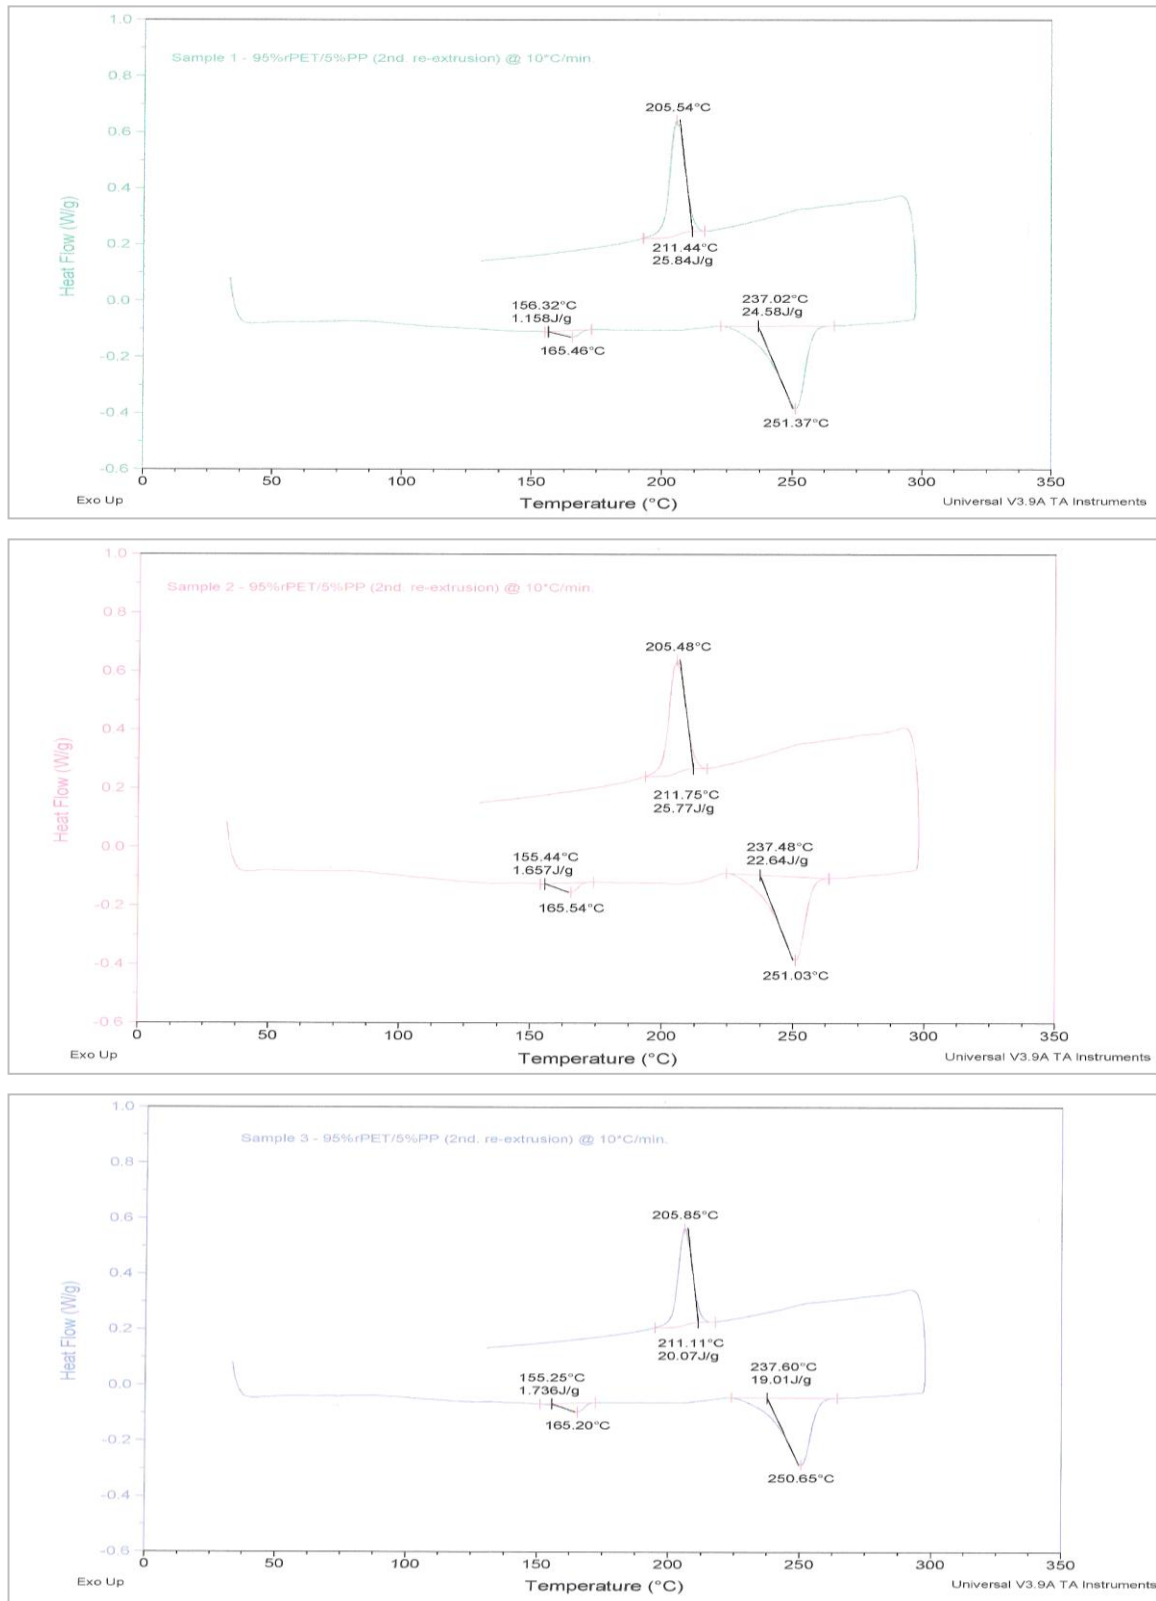 1.0
Sample 1 - 95%rPET/5%PP (2nd. re-extrusion) @ 10°C/min.
0.8
205.54°C
0.6
0.4
Heat Flow (W/g)
0.2
211.44°C
25.84J/g
0.0
156.32°C
1.158J/g
237.02°C
24.58J/g
165.46°C
-0.2
-0.4
251.37°C
-0.6
0 50 100 150 200 250 300 350
Exo Up
Temperature (°C)
Universal V3.9A TA Instruments
1.0
Sample 2 - 95%rPET/5%PP (2nd. re-extrusion) @ 10°C/min.
0.8
205.48°C
0.6
0.4
Heat Flow (W/g)
0.2
211.75°C
25.77J/g
0.0
155.44°C
1.657J/g
237.48°C
22.64J/g
165.54°C
-0.2
-0.4
251.03°C
-0.6
0 50 100 150 200 250 300 350
Exo Up
Temperature (°C)
Universal V3.9A TA Instruments
1.0
Sample 3 - 95%rPET/5%PP (2nd. re-extrusion) @ 10°C/min.
0.8
205.85°C
0.6
0.4
Heat Flow (W/g)
0.2
211.11°C
20.07J/g
0.0
155.25°C
1.736J/g
237.60°C
19.01J/g
165.20°C
-0.2
250.65°C
-0.4
-0.6
0 50 100 150 200 250 300 350
Exo Up
Temperature (°C)
Universal V3.9A TA Instruments